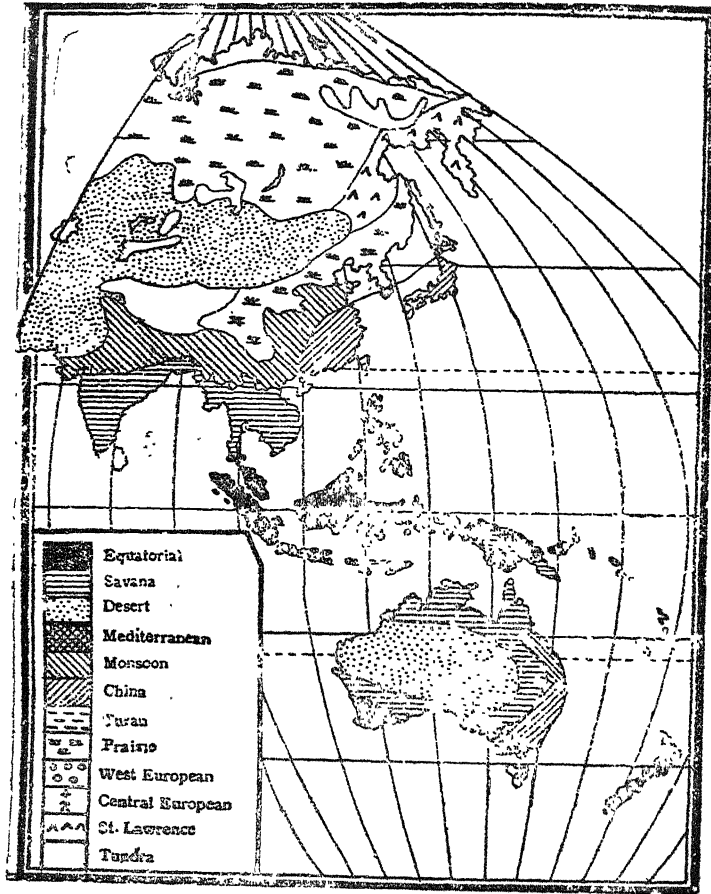 Equatorial
Savana
Desert
Mediterranean
Monsoon
China
Turan
Prairie
West European
Central European
St. Lawrence
Tundra